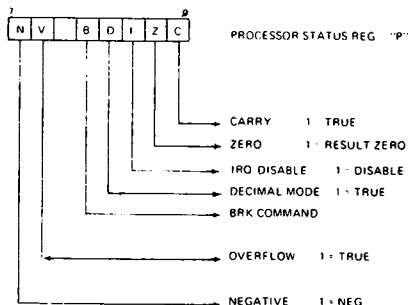 7 0
N V B D I Z C
PROCESSOR STATUS REG "P"
CARRY 1 TRUE
ZERO 1 - RESULT ZERO
IRQ DISABLE 1 - DISABLE
DECIMAL MODE 1 = TRUE
BRK COMMAND
OVERFLOW 1 = TRUE
NEGATIVE 1 = NEG